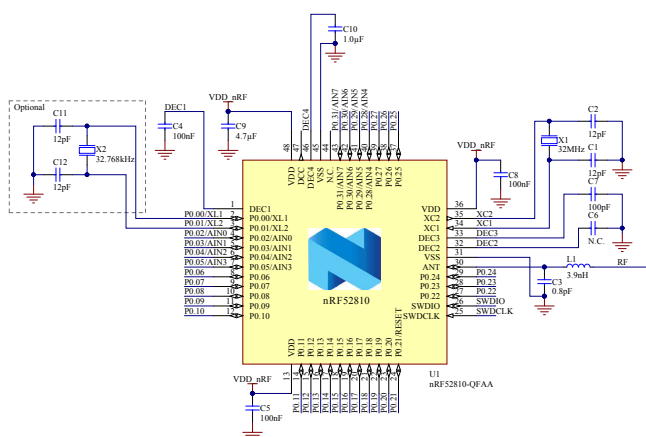 C10
1.0µF
Optional
C11
12pF
X2
32.768kHz
C12
12pF
DEC1
C4
100nF
VDD_nRF
C9
4.7µF
DEC4
P0.31/AIN7
P0.30/AIN6
P0.29/AIN5
P0.28/AIN4
P0.27
P0.26
P0.25
48
47
46
45
44
43
42
41
40
39
38
37
VDD
DCC
DEC4
VSS
N.C.
P0.31/AIN7
P0.30/AIN6
P0.29/AIN5
P0.28/AIN4
P0.27
P0.26
P0.25
VDD_nRF
C8
100nF
C2
12pF
X1
32MHz
C1
12pF
C7
100pF
C6
N.C.
1 DEC1
P0.00/XL1 2 P0.00/XL1
P0.01/XL2 3 P0.01/XL2
P0.02/AIN0 4 P0.02/AIN0
P0.03/AIN1 5 P0.03/AIN1
P0.04/AIN2 6 P0.04/AIN2
P0.05/AIN3 7 P0.05/AIN3
P0.06 8 P0.06
P0.07 9 P0.07
P0.08 10 P0.08
P0.09 11 P0.09
P0.10 12 P0.10
nRF52810
VDD 36
XC2 35 XC2
XC1 34 XC1
DEC3 33 DEC3
DEC2 32 DEC2
VSS 31
ANT 30
P0.24 29 P0.24
P0.23 28 P0.23
P0.22 27 P0.22
SWDIO 26 SWDIO
SWDCLK 25 SWDCLK
L1
3.9nH
RF
C3
0.8pF
VDD
P0.11
P0.12
P0.13
P0.14
P0.15
P0.16
P0.17
P0.18
P0.19
P0.20
P0.21/RESET
13
14
15
16
17
18
19
20
21
22
23
24
P0.11
P0.12
P0.13
P0.14
P0.15
P0.16
P0.17
P0.18
P0.19
P0.20
P0.21
U1
nRF52810-QFAA
VDD_nRF
C5
100nF